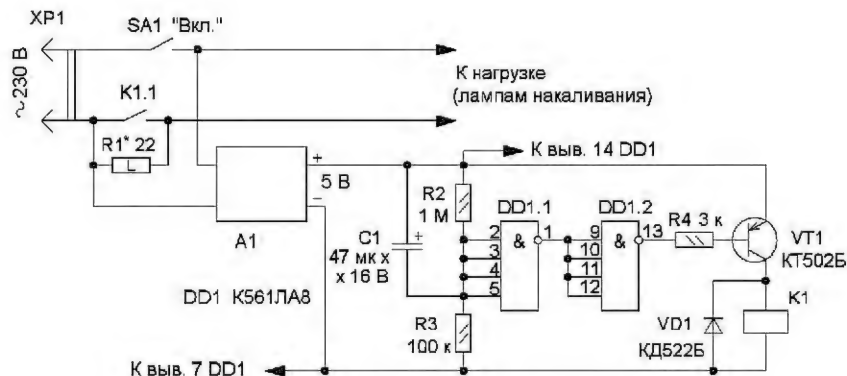 XP1
SA1 "Вкл."
~230 В
К нагрузке
(лампам накаливания)
K1.1
R1* 22
L
+
5 В
−
A1
К выв. 14 DD1
R2
1 М
DD1.1
DD1.2
&
&
2
3
4
5
1
9
10
11
12
13
R4 3 к
VT1
КТ502Б
C1
+
47 мк х
х 16 В
DD1 К561ЛА8
R3
100 к
VD1
КД522Б
K1
К выв. 7 DD1